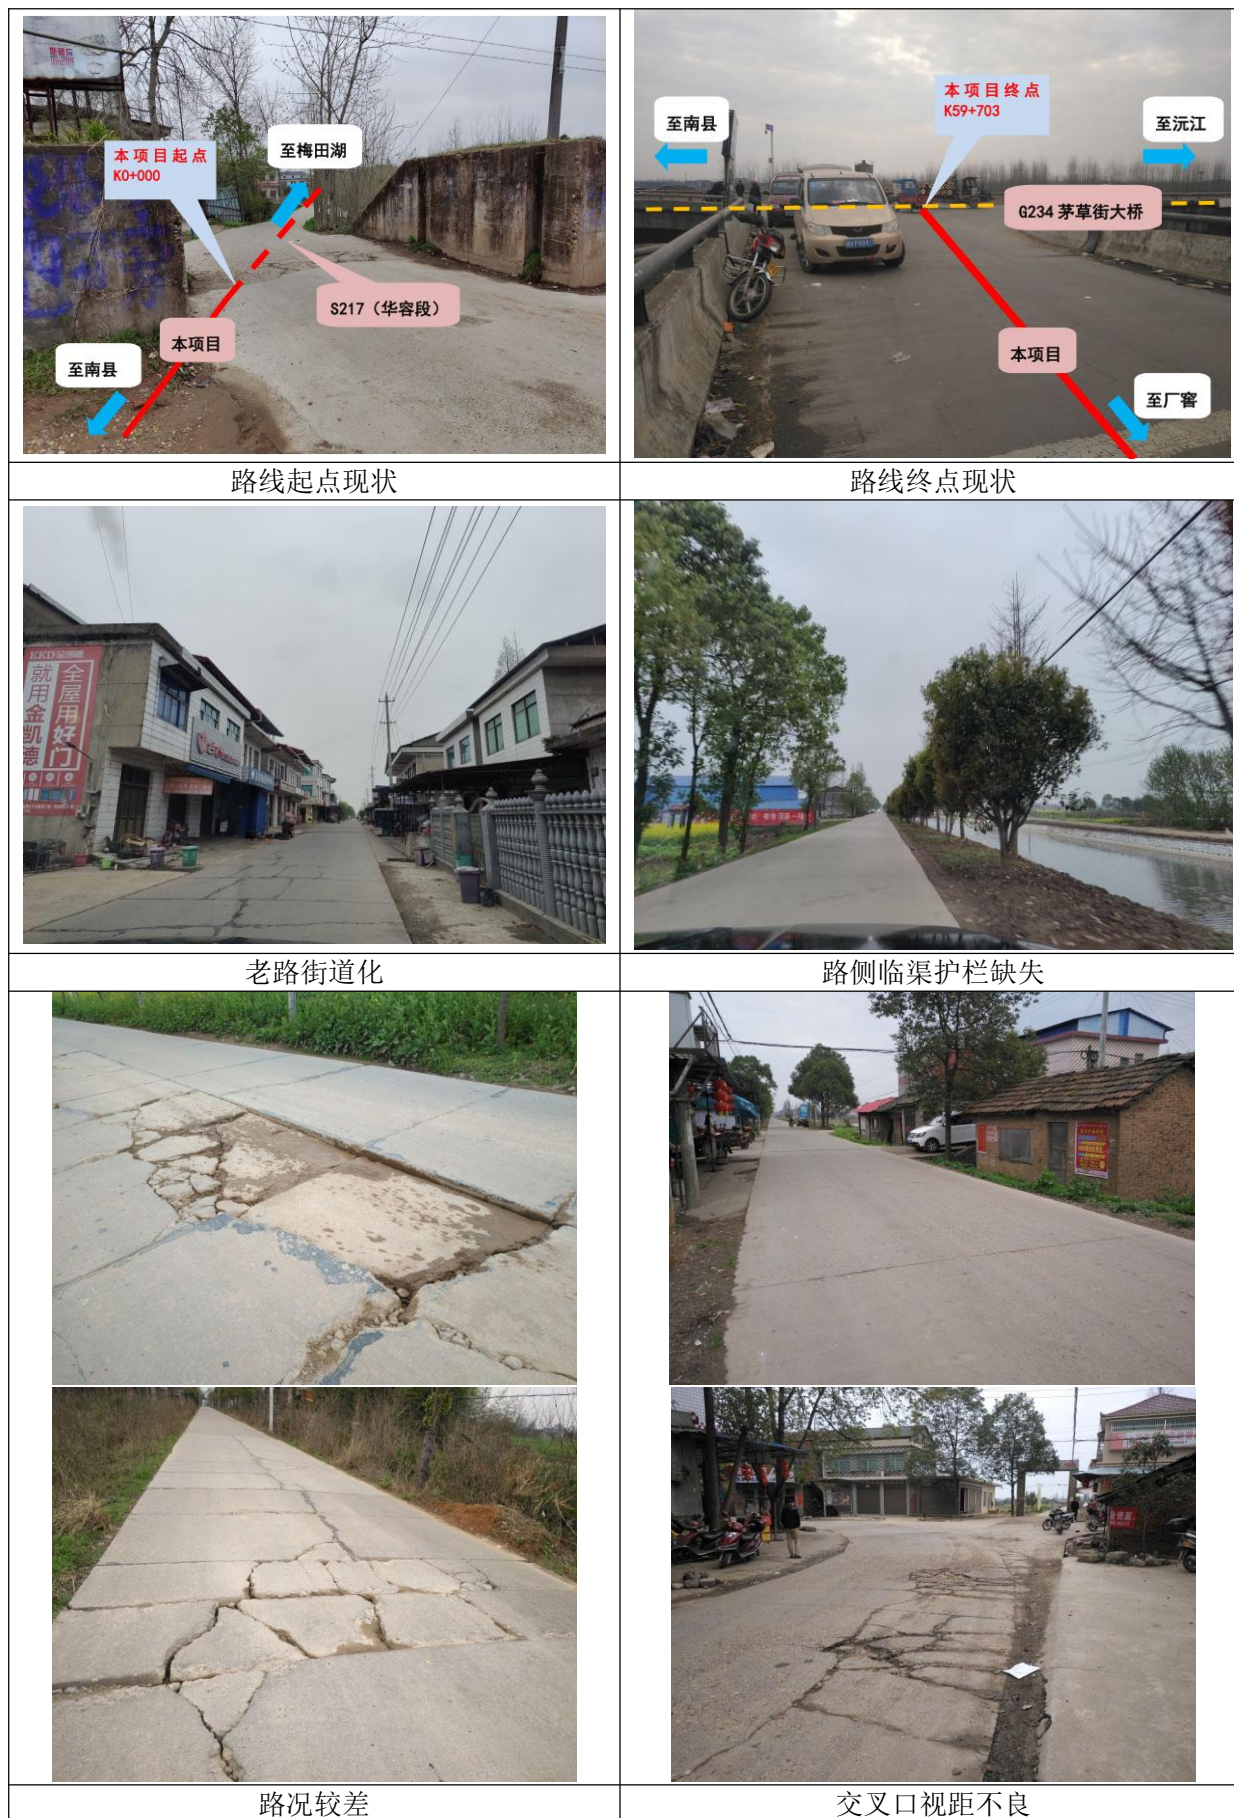 本项目起点
K0+000
至梅田湖
S217（华容段）
本项目
至南县
本项目终点
K59+703
至南县
至沅江
G234 茅草街大桥
本项目
至厂窖
路线起点现状
路线终点现状
KKD
全屋用好门
就用金凯德
老路街道化
路侧临渠护栏缺失
路况较差
交叉口视距不良